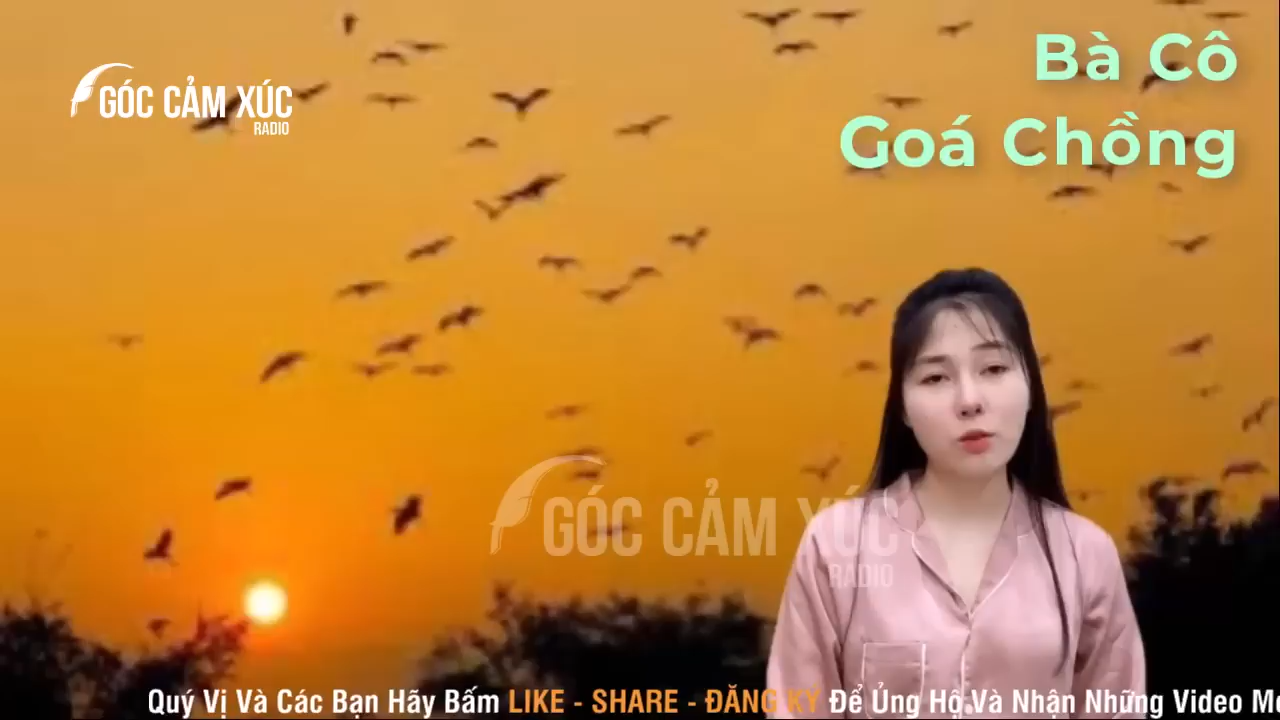 GÓC CẢM XÚC
RADIO
Bà Cô
Goá Chồng
GÓC CẢM XÚC
RADIO
Quý Vị Và Các Bạn Hãy Bấm LIKE - SHARE - ĐĂNG KÝ Để Ủng Hộ Và Nhận Những Video